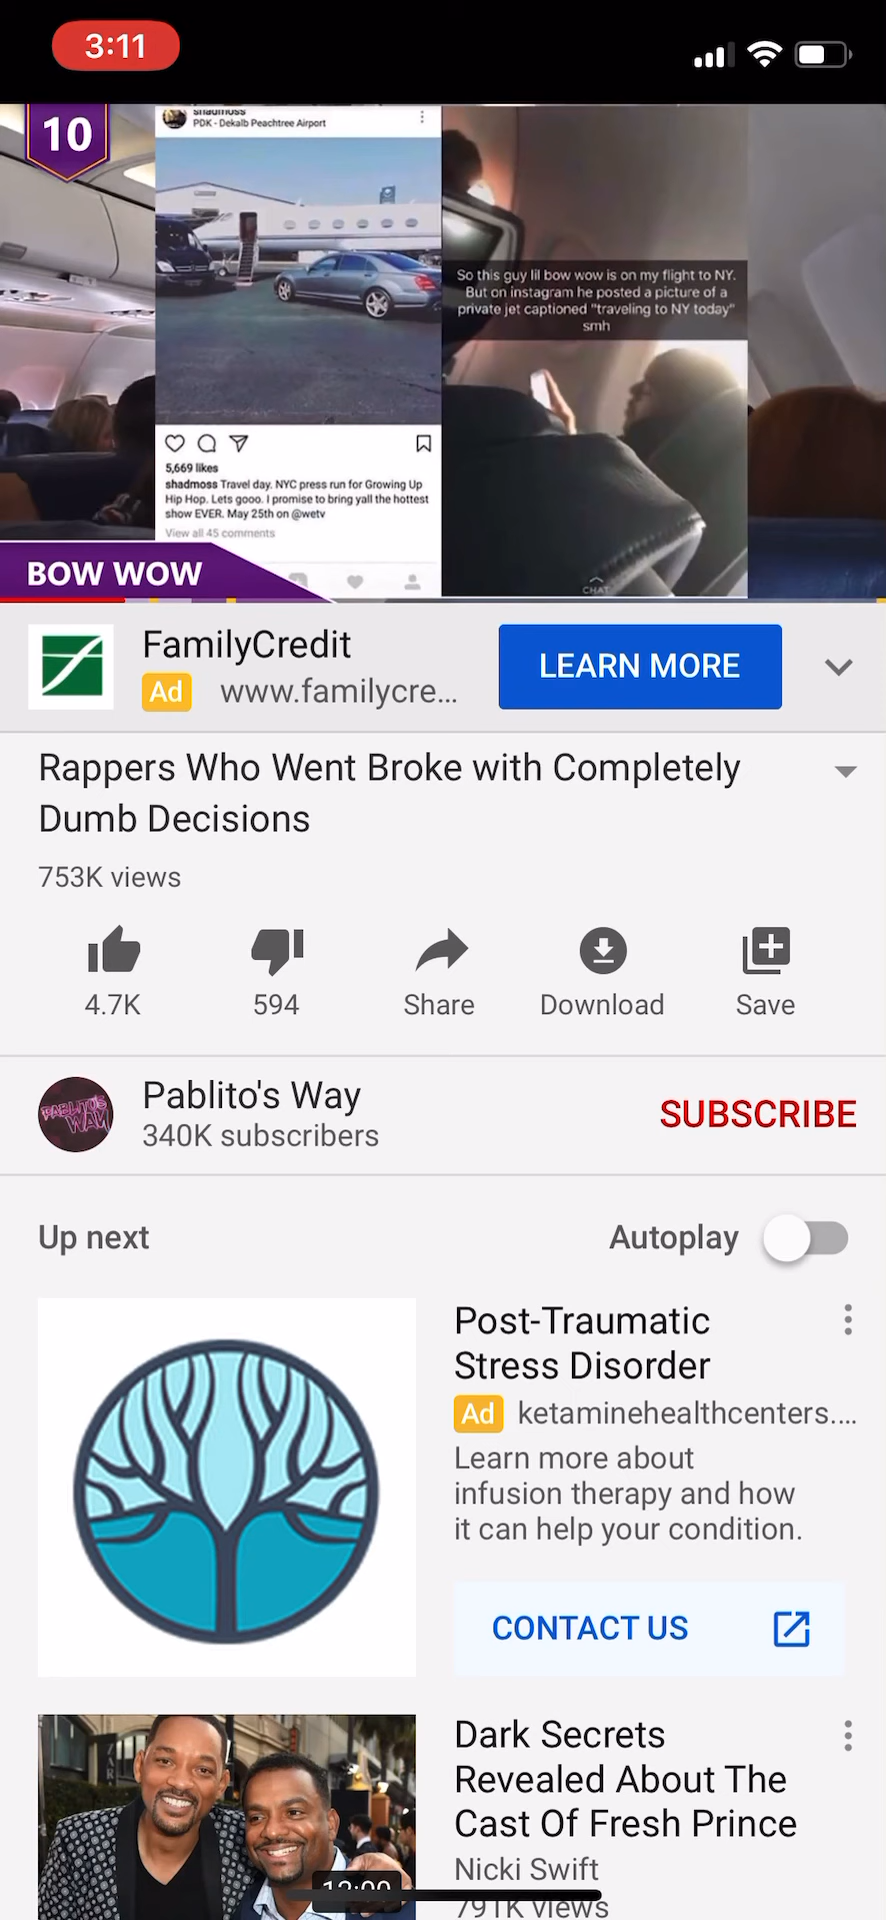 3:11
10
shadmoss
PDK - Dekalb Peachtree Airport
So this guy lil bow wow is on my flight to NY.
But on instagram he posted a picture of a
private jet captioned "traveling to NY today"
smh
5,669 likes
shadmoss Travel day. NYC press run for Growing Up
Hip Hop. Lets gooo. I promise to bring yall the hottest
show EVER. May 25th on @wetv
View all 45 comments
CHAT
BOW WOW
FamilyCredit
Ad www.familycre...
LEARN MORE
Rappers Who Went Broke with Completely
Dumb Decisions
753K views
4.7K
594
Share
Download
Save
PABLITO'S
WAY
Pablito's Way
340K subscribers
SUBSCRIBE
Up next
Autoplay
Post-Traumatic
Stress Disorder
Ad ketaminehealthcenters....
Learn more about
infusion therapy and how
it can help your condition.
CONTACT US
Dark Secrets
Revealed About The
Cast Of Fresh Prince
Nicki Swift
791K views
12:00